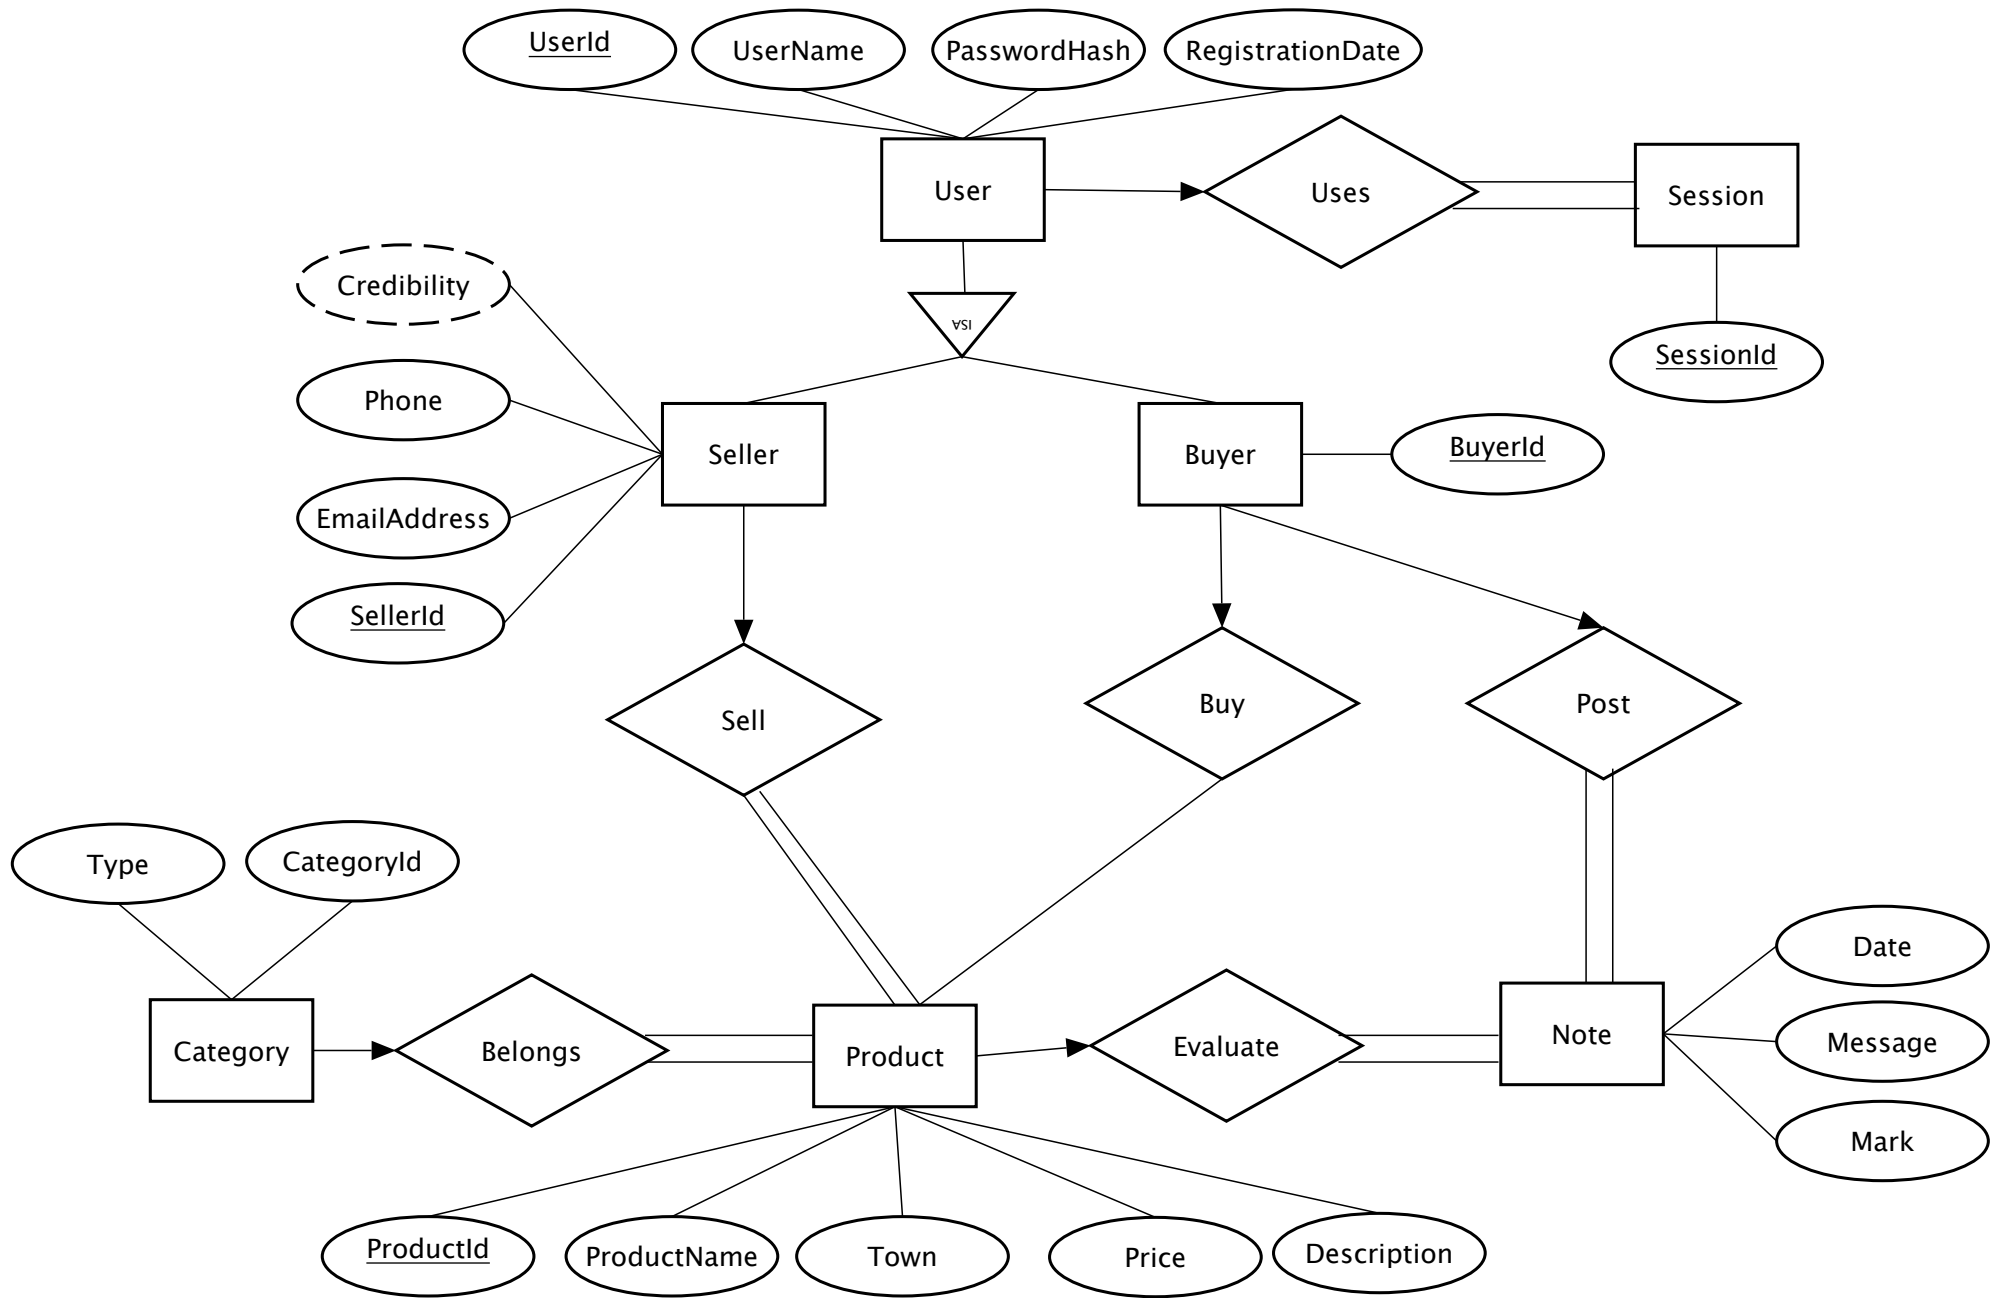 UserId
UserName
PasswordHash
RegistrationDate
User
Uses
Session
Credibility
ISA
SessionId
Phone
Seller
Buyer
BuyerId
EmailAddress
SellerId
Sell
Buy
Post
Type
CategoryId
Date
Category
Belongs
Product
Evaluate
Note
Message
Mark
ProductId
ProductName
Town
Price
Description